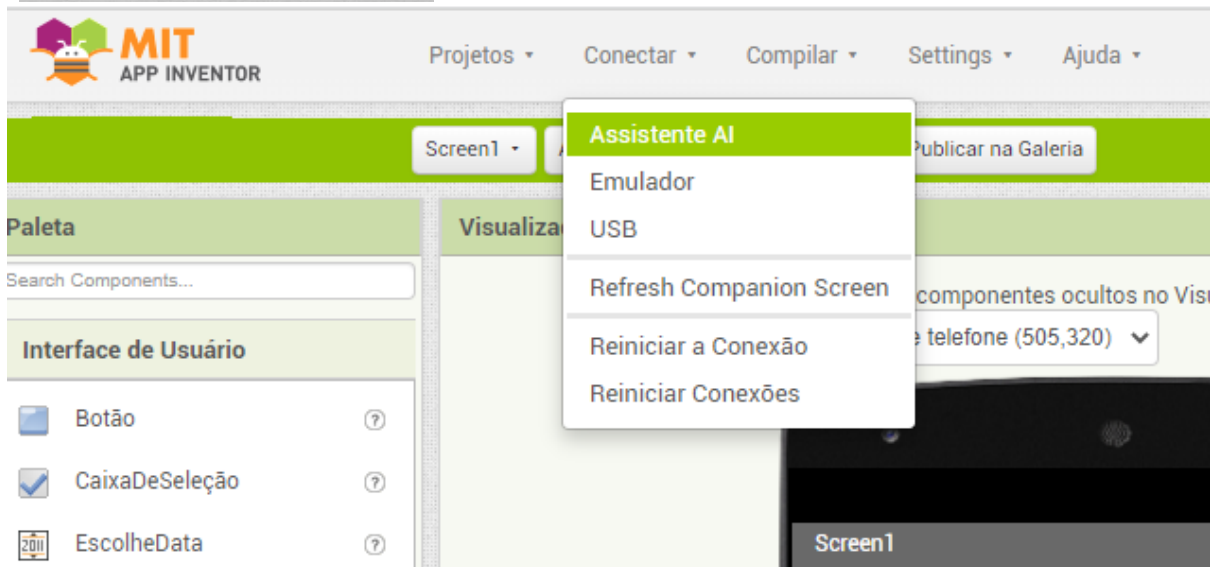 MIT
APP INVENTOR
Projetos Conectar Compilar Settings Ajuda
Screen1
Publicar na Galeria
Assistente AI
Emulador
USB
Refresh Companion Screen
Reiniciar a Conexão
Reiniciar Conexões
Paleta
Search Components...
Interface de Usuário
Botão
CaixaDeSeleção
EscolheData
componentes ocultos no
telefone (505,320)
Screen1